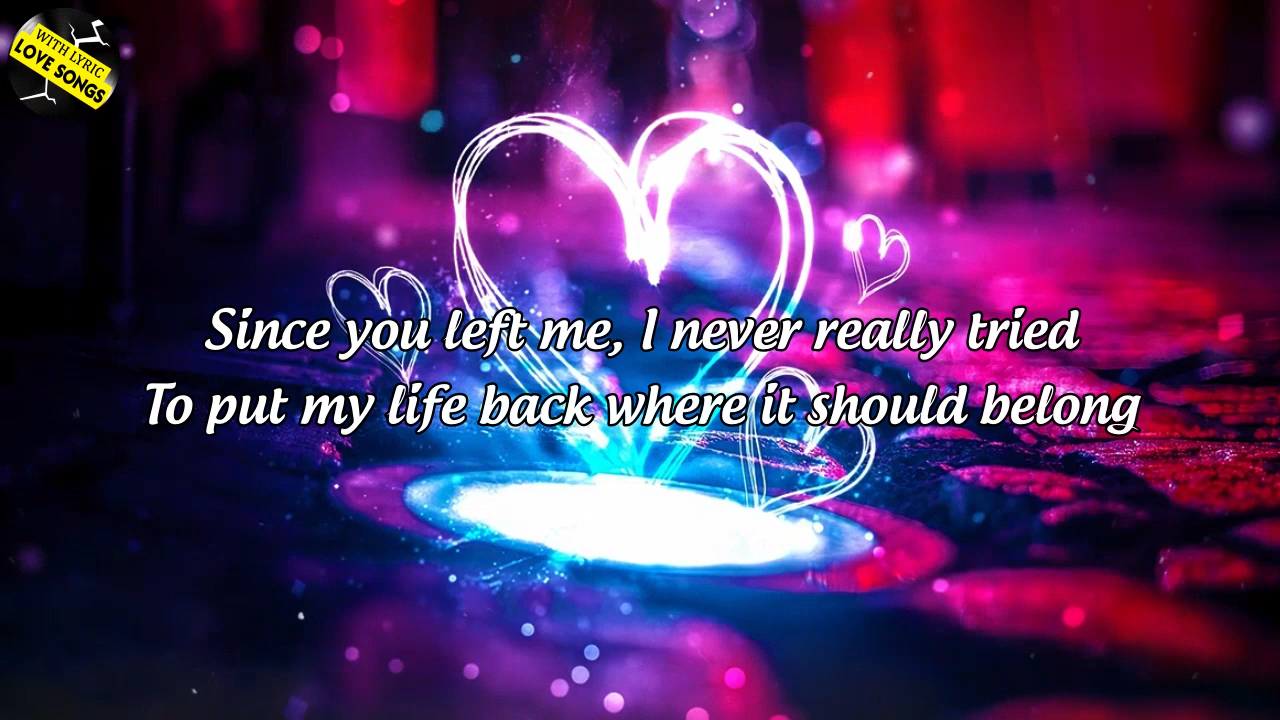 WITH LYRIC
LOVE SONGS
Since you left me, I never really tried
To put my life back where it should belong